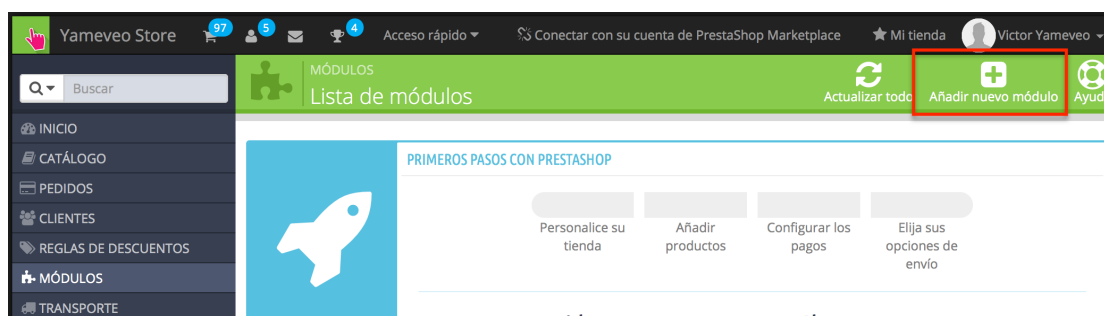 Yameveo Store 97 5 4 Acceso rápido Conectar con su cuenta de PrestaShop Marketplace Mi tienda Victor Yameveo
Buscar
MÓDULOS
Lista de módulos
Actualizar todo Añadir nuevo módulo Ayud
INICIO
CATÁLOGO
PEDIDOS
CLIENTES
REGLAS DE DESCUENTOS
MÓDULOS
TRANSPORTE
PRIMEROS PASOS CON PRESTASHOP
Personalice su
tienda
Añadir
productos
Configurar los
pagos
Elija sus
opciones de
envío